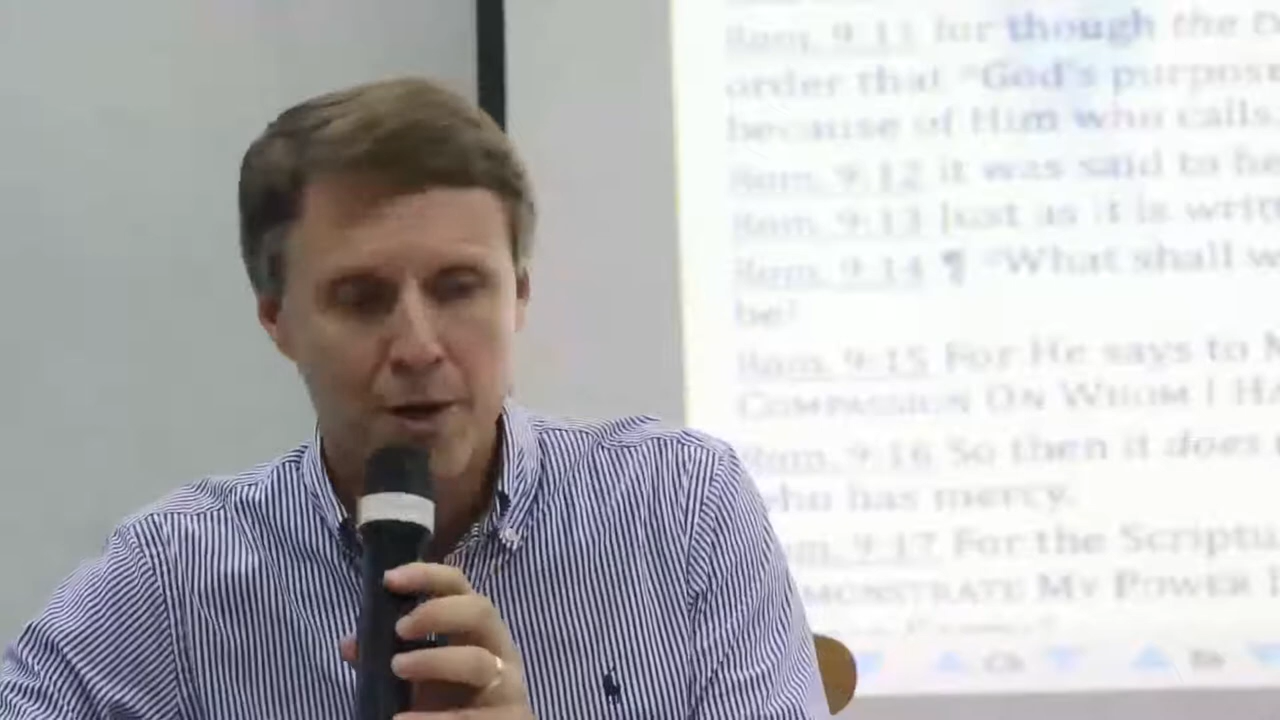 Rom. 9:11 for though the
order that "God's purpose
because of Him who calls,
Rom. 9:12 it was said to
Rom. 9:13 Just as it is
Rom. 9:14 ¶ "What shall
be!
Rom. 9:15 For He says to
COMPASSION ON WHOM I
Rom. 9:16 So then it does
who has mercy.
9:17 For the
MY POWER